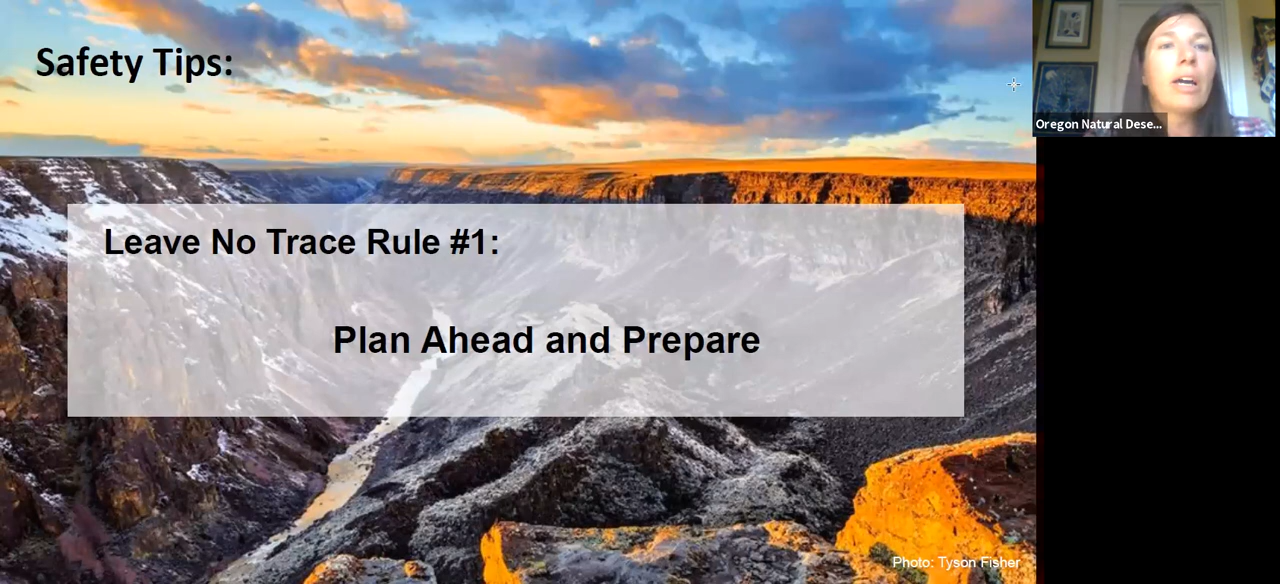 Safety Tips:
Oregon Natural Dese...
Leave No Trace Rule #1:
Plan Ahead and Prepare
Photo: Tyson Fisher